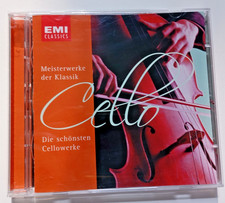 EMI
CLASSICS
Meisterwerke
der Klassik
Cello
Die schönsten
Cellowerke